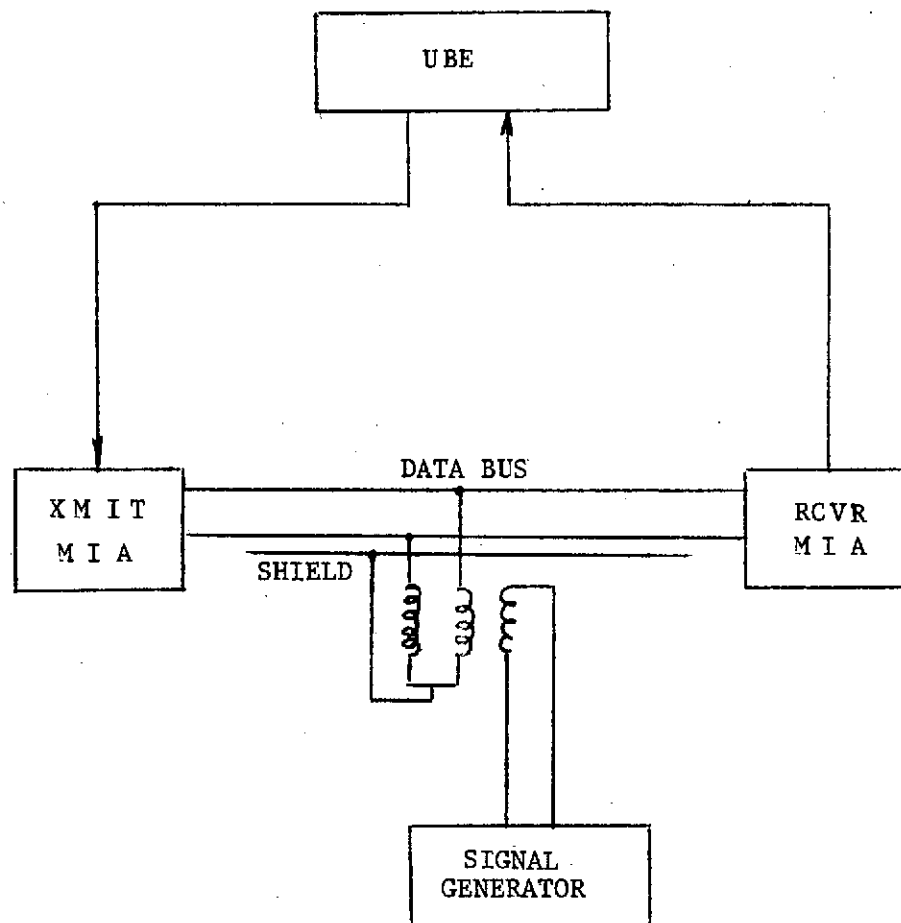 UBE
DATA BUS
XMIT
MIA
RCVR
MIA
SHIELD
SIGNAL
GENERATOR